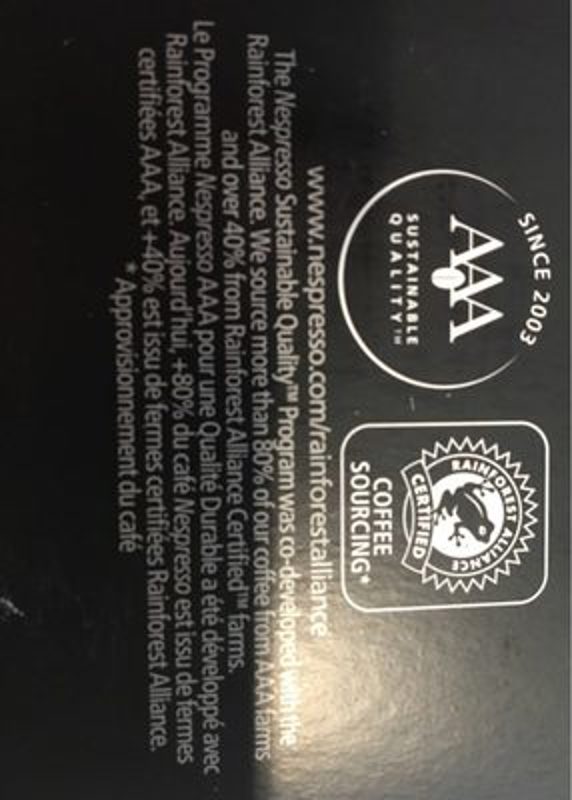 SINCE 2003
AAA
SUSTAINABLE
QUALITY™
RAINFOREST ALLIANCE
CERTIFIED
COFFEE
SOURCING*
www.nespresso.com/rainforestalliance
The Nespresso Sustainable Quality™ Program was co-developed with the
Rainforest Alliance. We source more than 80% of our coffee from AAA farms
and over 40% from Rainforest Alliance Certified™ farms.
Le Programme Nespresso AAA pour une Qualité Durable a été développé avec
Rainforest Alliance. Aujourd'hui, +80% du café Nespresso est issu de fermes
certifiées AAA, et +40% est issu de fermes certifiées Rainforest Alliance.
* Approvisionnement du café